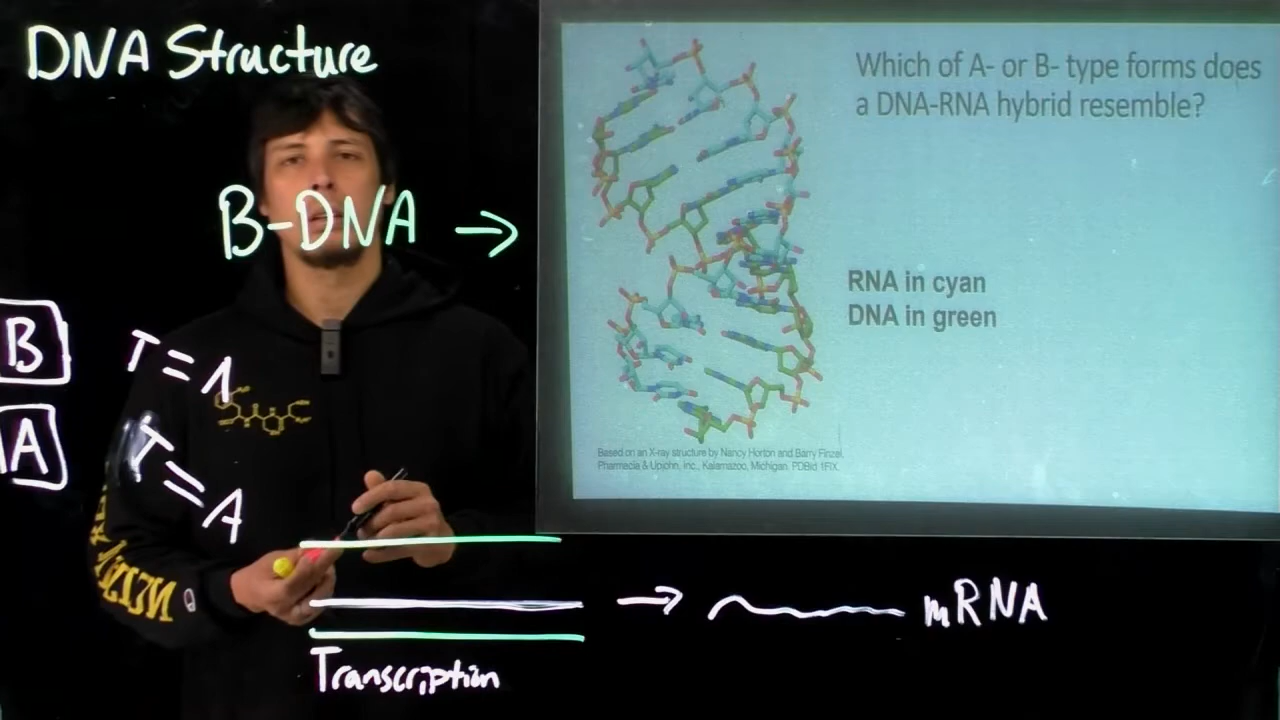 DNA Structure
B-DNA →
B
T=A
A
T=A
Which of A- or B- type forms does
a DNA-RNA hybrid resemble?
RNA in cyan
DNA in green
Based on an X-ray structure by Nancy Horton and Barry Finzel,
Pharmacia & Upjohn, inc., Kalamazoo, Michigan. PDBid 1FIX.
→ mRNA
Transcription